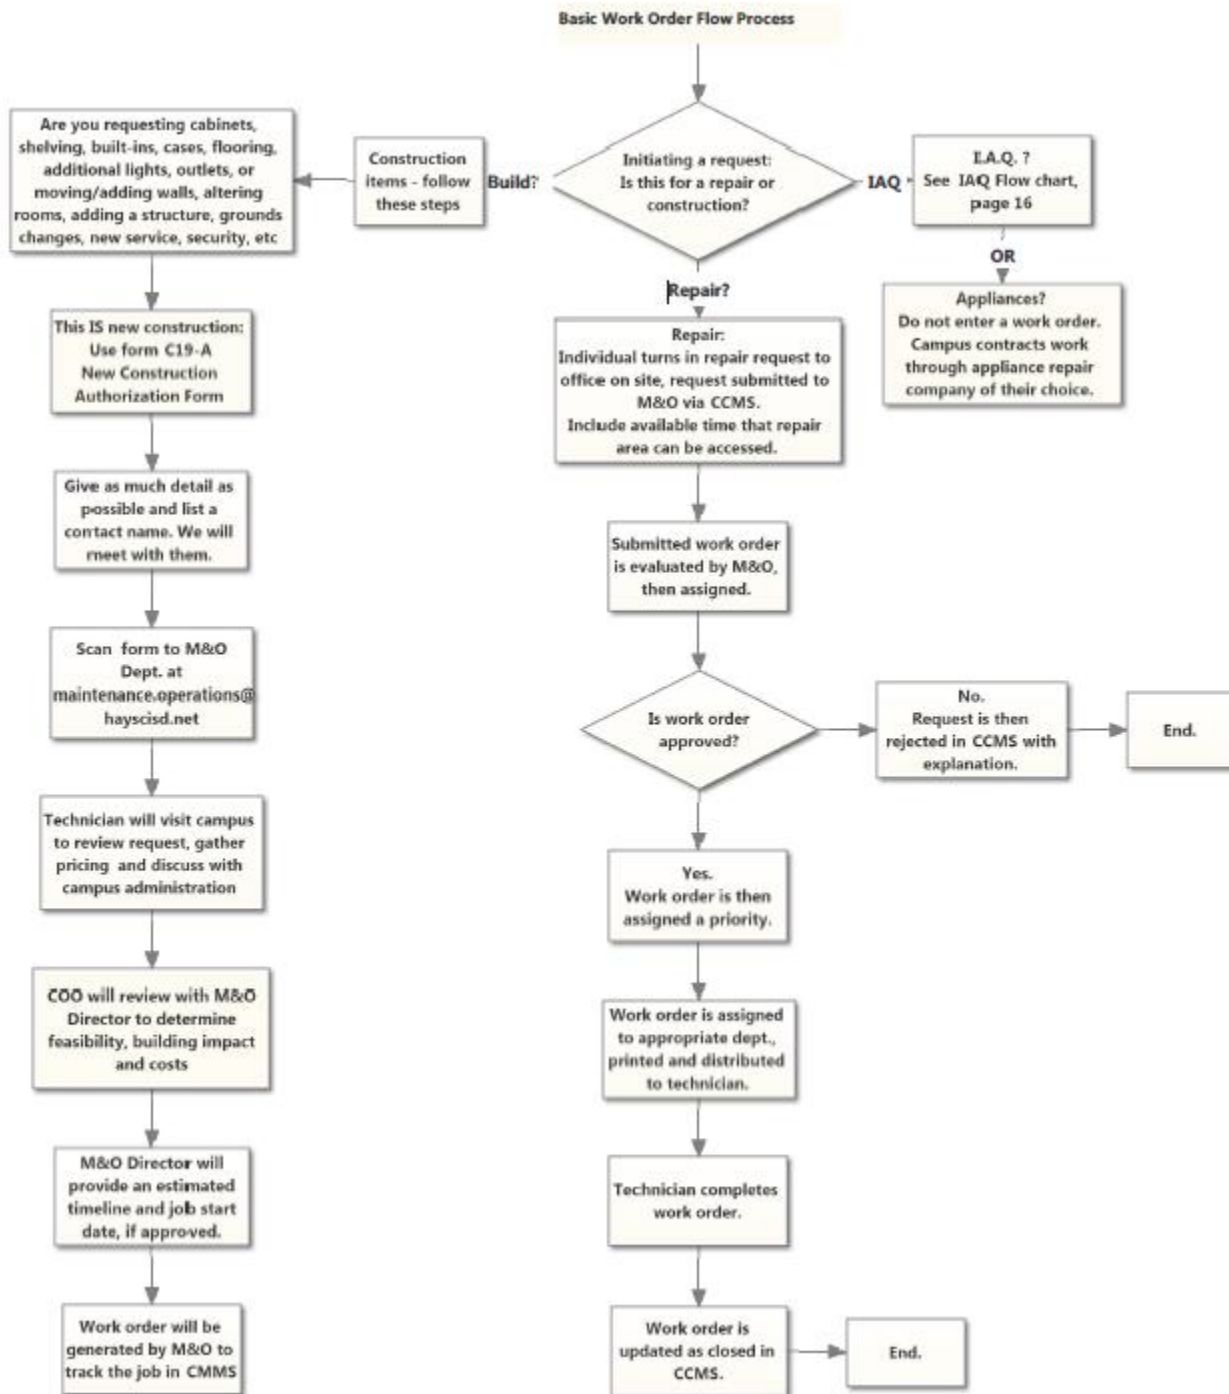 Basic Work Order Flow Process
Initiating a request:
Is this for a repair or
construction?
Build?
Construction
items - follow
these steps
Are you requesting cabinets,
shelving, built-ins, cases, flooring,
additional lights, outlets, or
moving/adding walls, altering
rooms, adding a structure, grounds
changes, new service, security, etc
This IS new construction:
Use form C19-A
New Construction
Authorization Form
Give as much detail as
possible and list a
contact name. We will
meet with them.
Scan form to M&O
Dept. at
maintenance.operations@
hayscisd.net
Technician will visit campus
to review request, gather
pricing and discuss with
campus administration
COO will review with M&O
Director to determine
feasibility, building impact
and costs
M&O Director will
provide an estimated
timeline and job start
date, if approved.
Work order will be
generated by M&O to
track the job in CMMS
IAQ
I.A.Q. ?
See IAQ Flow chart,
page 16
OR
Appliances?
Do not enter a work order.
Campus contracts work
through appliance repair
company of their choice.
Repair?
Repair:
Individual turns in repair request to
office on site, request submitted to
M&O via CCMS.
Include available time that repair
area can be accessed.
Submitted work order
is evaluated by M&O,
then assigned.
Is work order
approved?
No.
Request is then
rejected in CCMS with
explanation.
End.
Yes.
Work order is then
assigned a priority.
Work order is assigned
to appropriate dept.,
printed and distributed
to technician.
Technician completes
work order.
Work order is
updated as closed in
CCMS.
End.